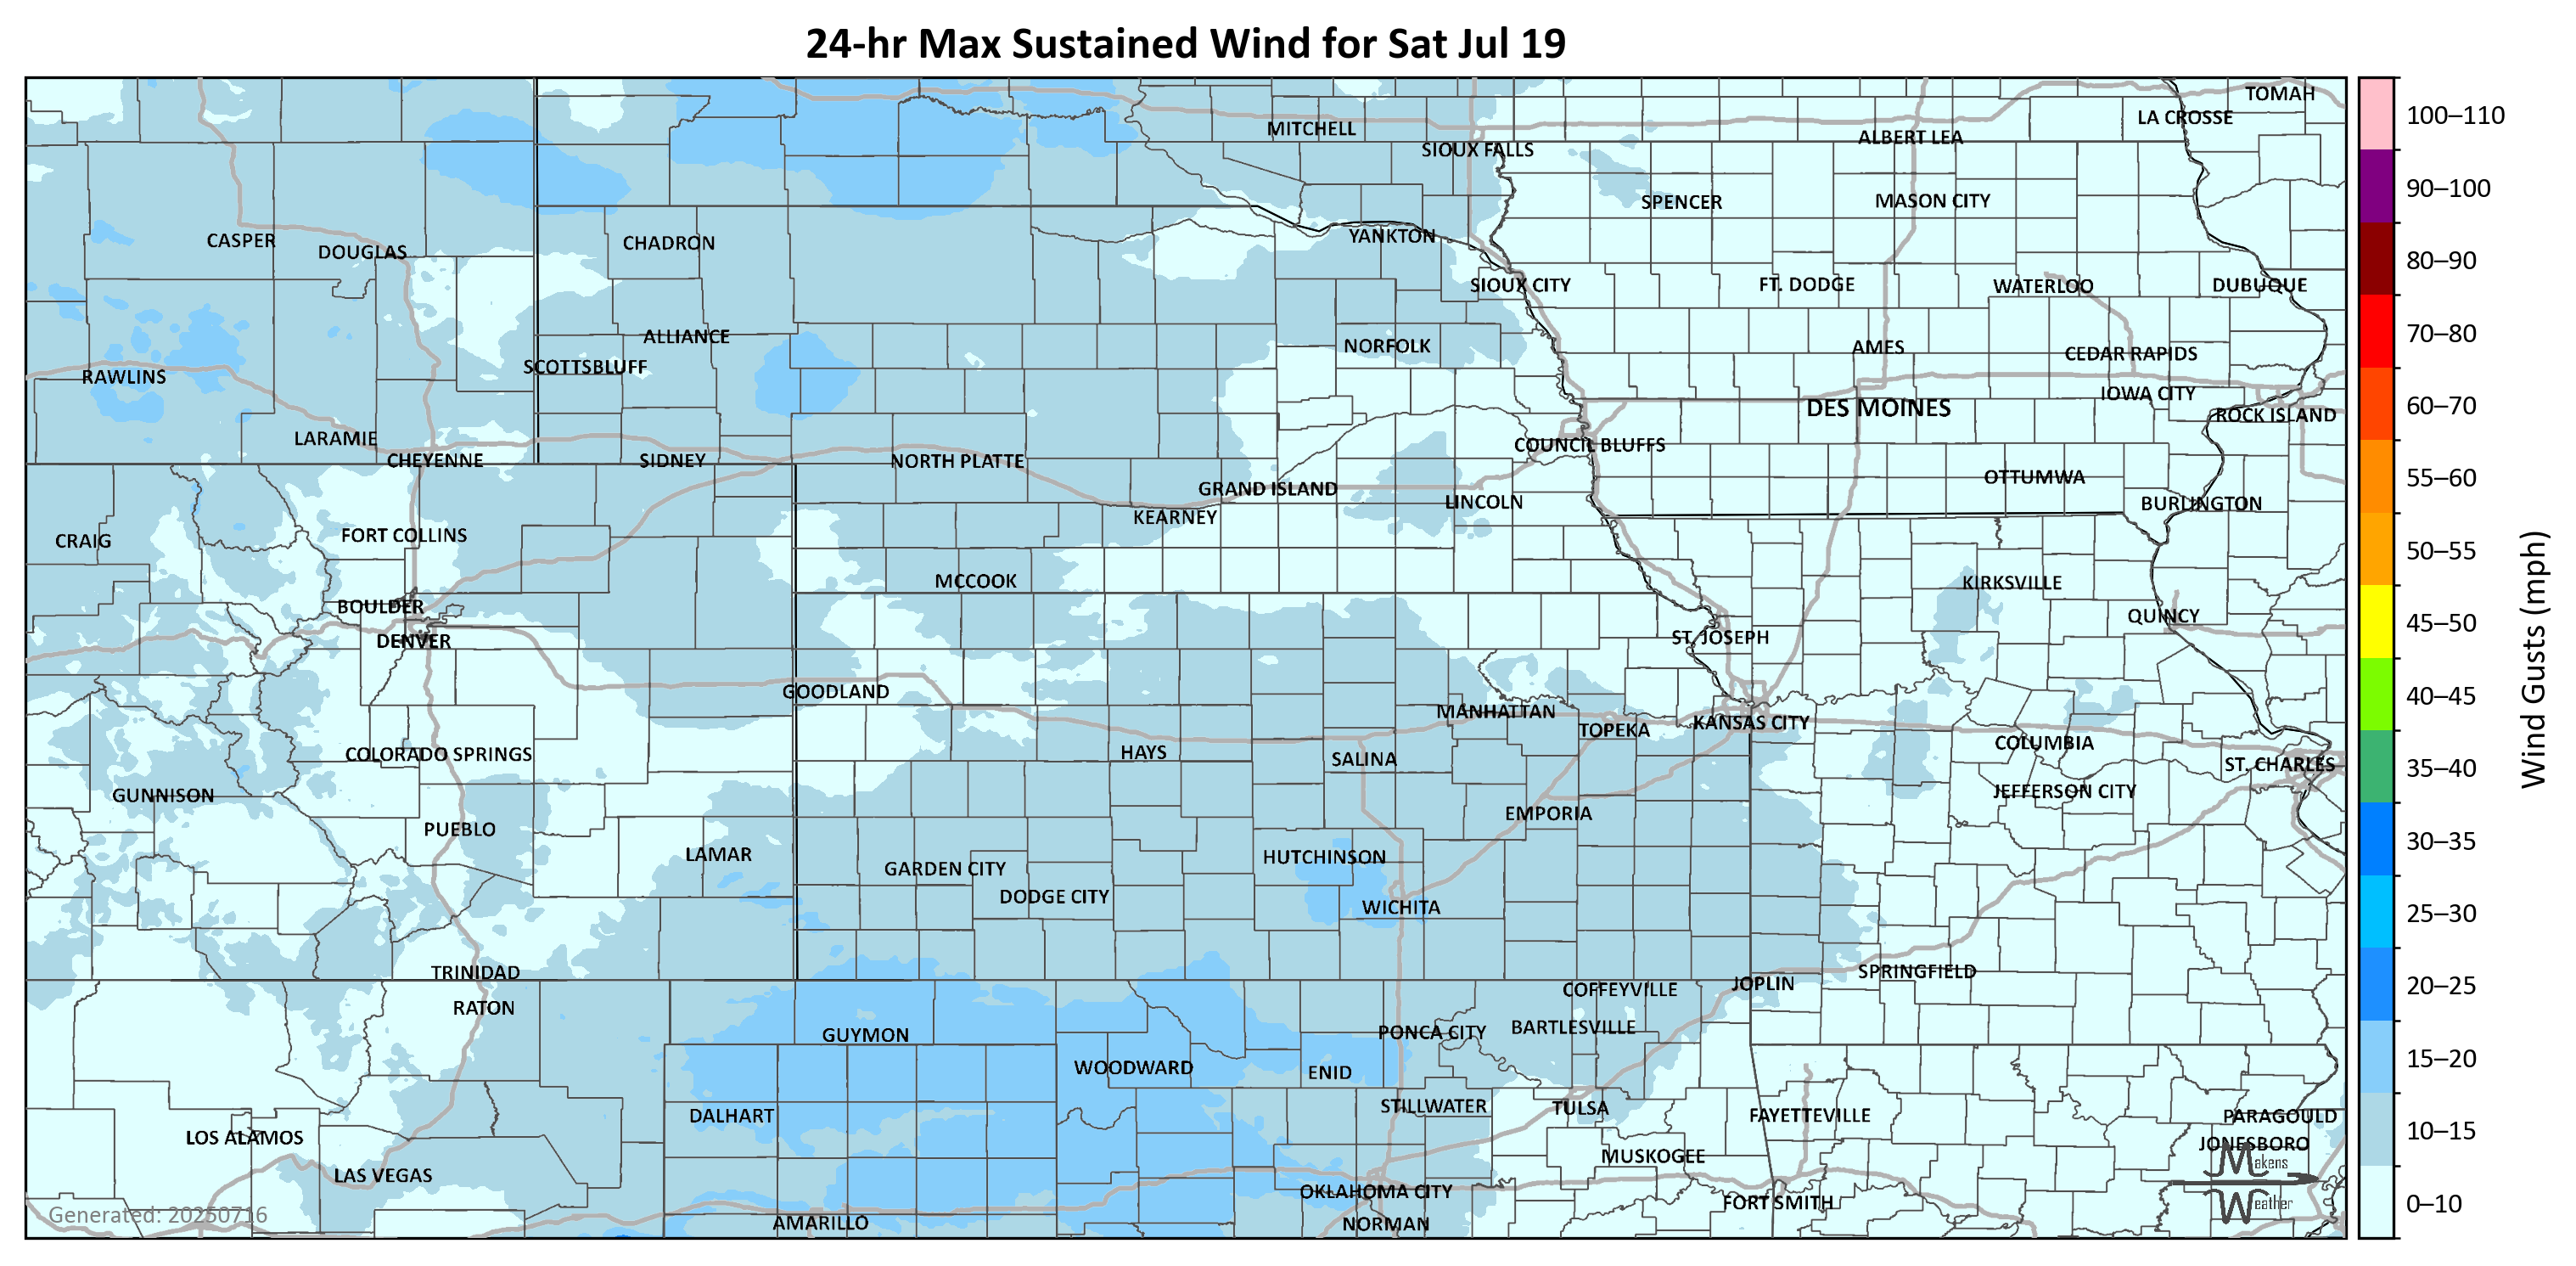 24-hr Max Sustained Wind for Sat Jul 19
TOMAH
LA CROSSE
MITCHELL
ALBERT LEA
SIOUX FALLS
SPENCER
MASON CITY
CASPER
DOUGLAS
CHADRON
YANKTON
SIOUX CITY
FT. DODGE
WATERLOO
DUBUQUE
ALLIANCE
NORFOLK
AMES
CEDAR RAPIDS
SCOTTSBLUFF
RAWLINS
IOWA CITY
DES MOINES
ROCK ISLAND
LARAMIE
COUNCIL BLUFFS
CHEYENNE
SIDNEY
NORTH PLATTE
OTTUMWA
GRAND ISLAND
LINCOLN
BURLINGTON
KEARNEY
CRAIG
FORT COLLINS
MCCOOK
KIRKSVILLE
BOULDER
QUINCY
DENVER
ST. JOSEPH
GOODLAND
MANHATTAN
TOPEKA
KANSAS CITY
COLORADO SPRINGS
HAYS
SALINA
COLUMBIA
ST. CHARLES
GUNNISON
JEFFERSON CITY
PUEBLO
EMPORIA
LAMAR
GARDEN CITY
HUTCHINSON
DODGE CITY
WICHITA
TRINIDAD
SPRINGFIELD
JOPLIN
COFFEYVILLE
RATON
GUYMON
PONCA CITY
BARTLESVILLE
WOODWARD
ENID
DALHART
STILLWATER
TULSA
FAYETTEVILLE
PARAGOULD
LOS ALAMOS
JONESBORO
MUSKOGEE
LAS VEGAS
OKLAHOMA CITY
FORT SMITH
AMARILLO
NORMAN
Generated: 20250716
Makens
Weather
100–110
90–100
80–90
70–80
60–70
55–60
50–55
45–50
40–45
35–40
30–35
25–30
20–25
15–20
10–15
0–10
Wind Gusts (mph)